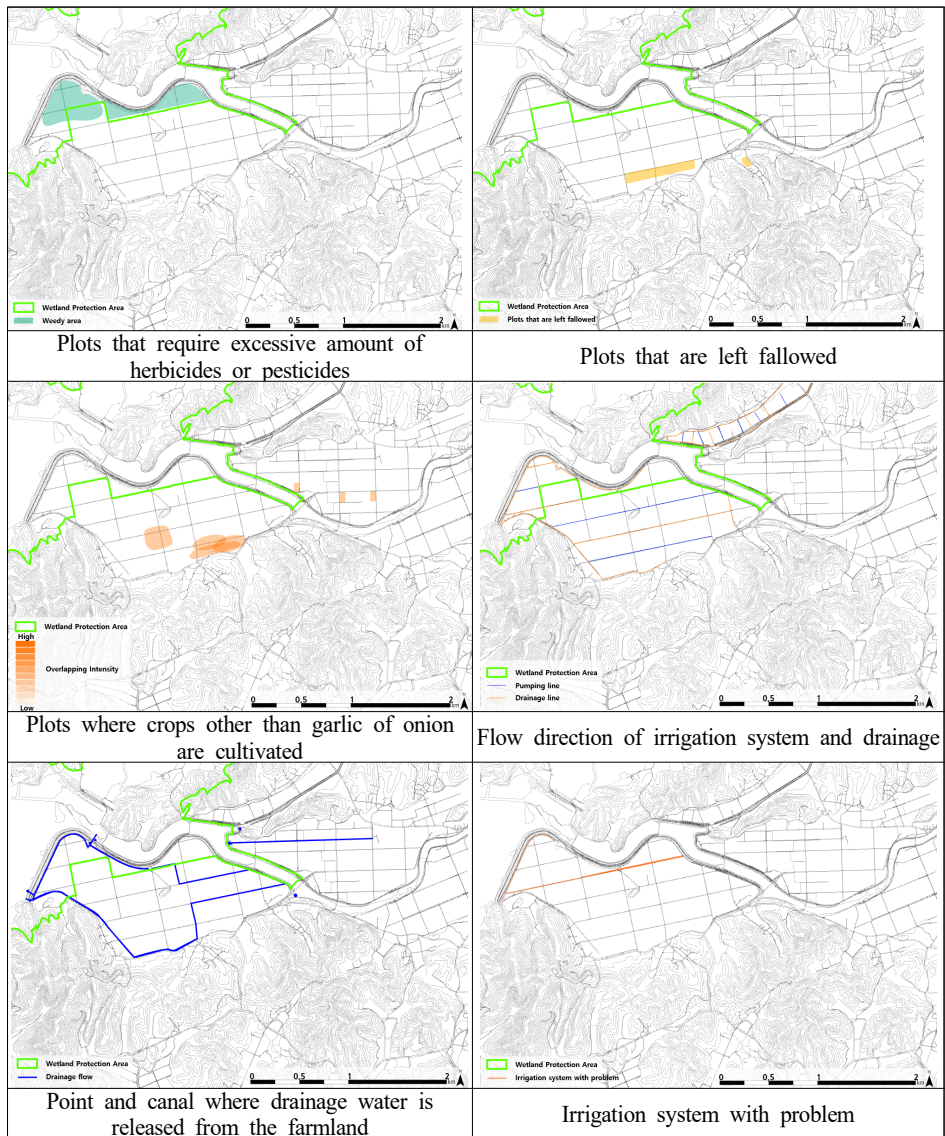 Wetland Protection Area
Weedy area
0 0.5 1 2
km
Plots that require excessive amount of
herbicides or pesticides
Wetland Protection Area
Plots that are left fallowed
0 0.5 1 2
km
Plots that are left fallowed
Wetland Protection Area
High
Overlapping Intensity
Low
0 0.5 1 2
km
Plots where crops other than garlic of onion
are cultivated
Wetland Protection Area
Pumping line
Drainage line
0 0.5 1 2
km
Flow direction of irrigation system and drainage
Wetland Protection Area
Drainage flow
0 0.5 1 2
km
Point and canal where drainage water is
released from the farmland
Wetland Protection Area
Irrigation system with problem
0 0.5 1 2
km
Irrigation system with problem